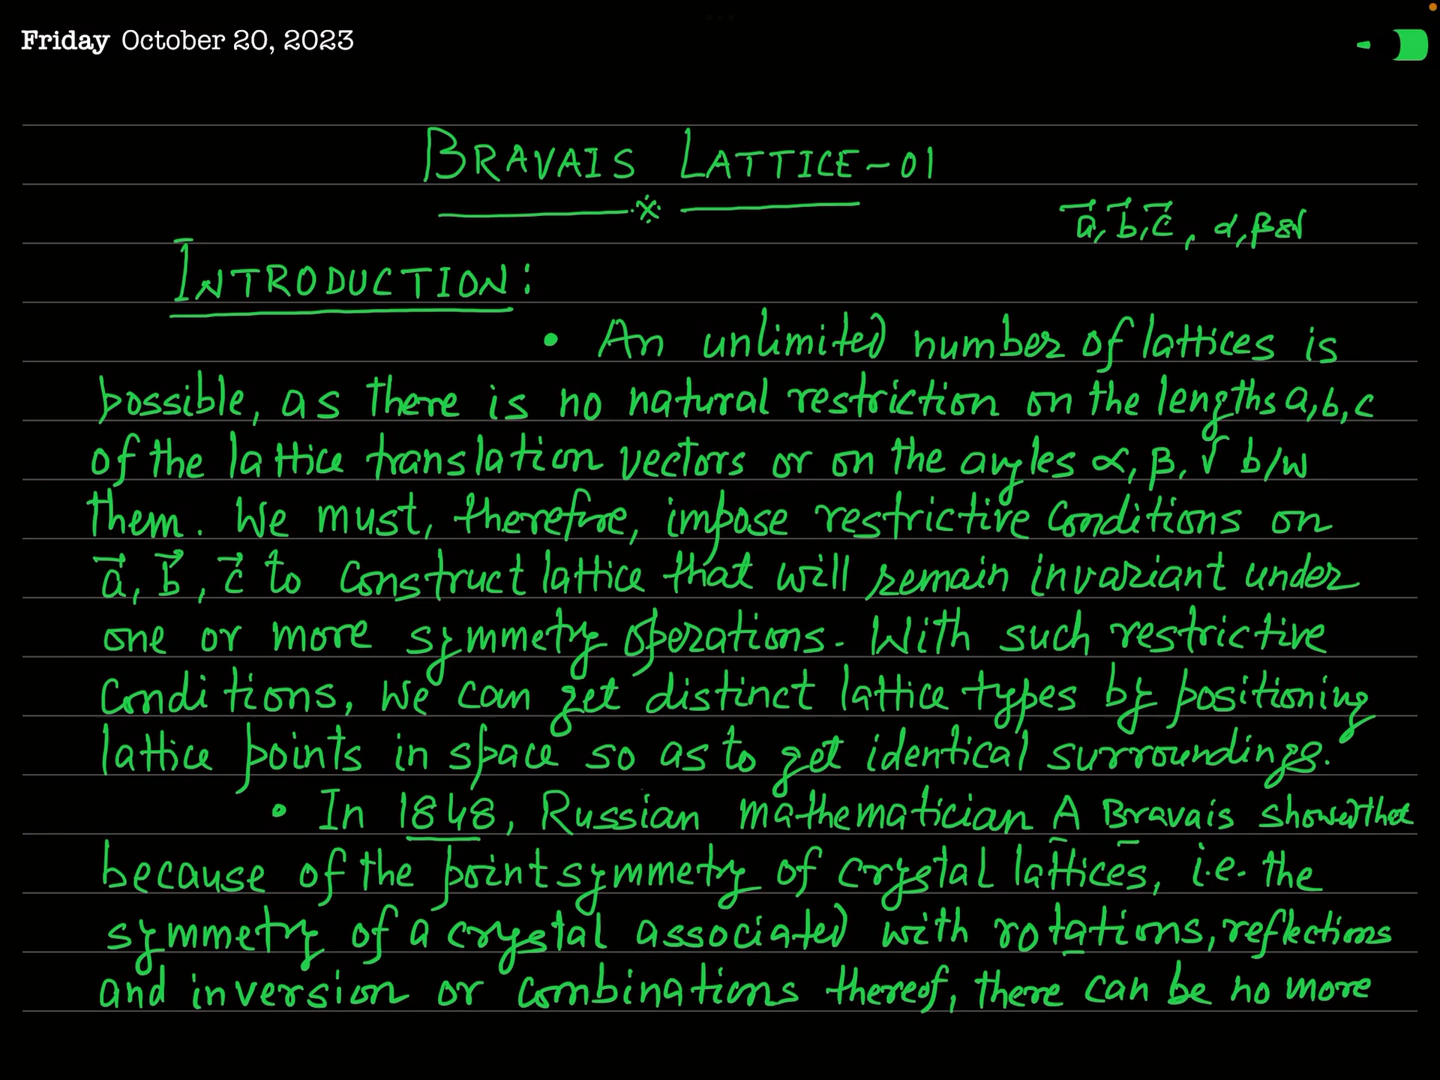 Friday October 20, 2023
BRAVAIS LATTICE-01
a⃗, b⃗, c⃗, α, β & γ
INTRODUCTION:
• An unlimited number of lattices is
possible, as there is no natural restriction on the lengths a, b, c
of the lattice translation vectors or on the angles α, β, γ b/w
them. We must, therefore, impose restrictive Conditions on
a⃗, b⃗, c⃗ to construct lattice that will remain invariant under
one or more symmetry operations. With such restrictive
Conditions, we can get distinct lattice types by positioning
lattice points in space so as to get identical surroundings.
• In 1848, Russian mathematician A Bravais showed that
because of the point symmetry of crystal lattices, i.e. the
symmetry of a crystal associated with rotations, reflections
and inversion or combinations thereof, there can be no more